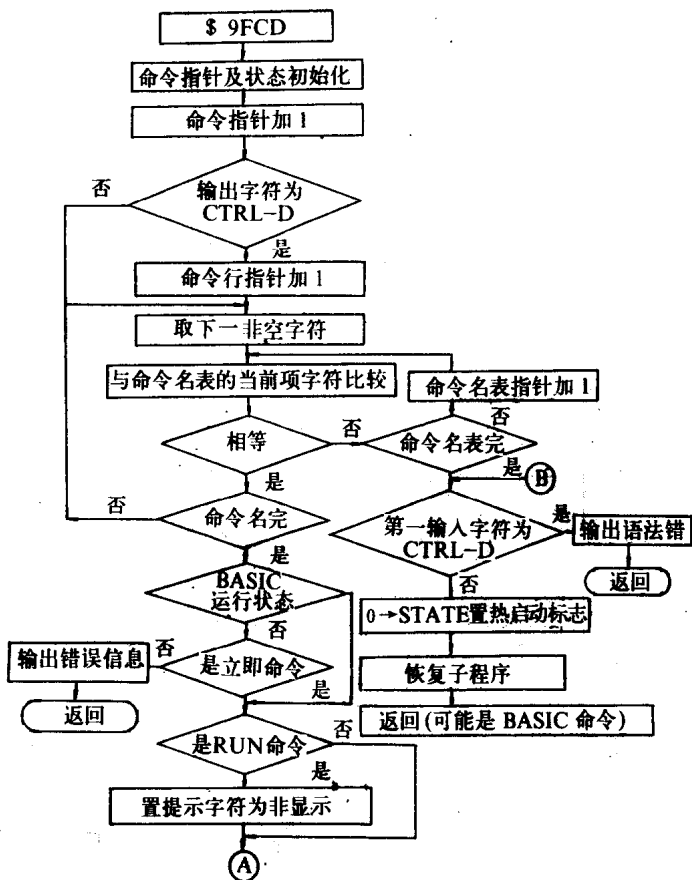 $ 9FCD
命令指针及状态初始化
命令指针加 1
否
输出字符为
CTRL-D
是
命令行指针加 1
取下一非空字符
与命令名表的当前项字符比较
命令名表指针加 1
否
相等
否
命令名表完
是
B
是
否
命令名完
第一输入字符为
CTRL-D
是
输出语法错
返回
是
BASIC
运行状态
否
0→STATE置热启动标志
否
输出错误信息
否
是立即命令
恢复子程序
返回
是
返回(可能是 BASIC 命令)
是RUN命令
否
是
置提示字符为非显示
A